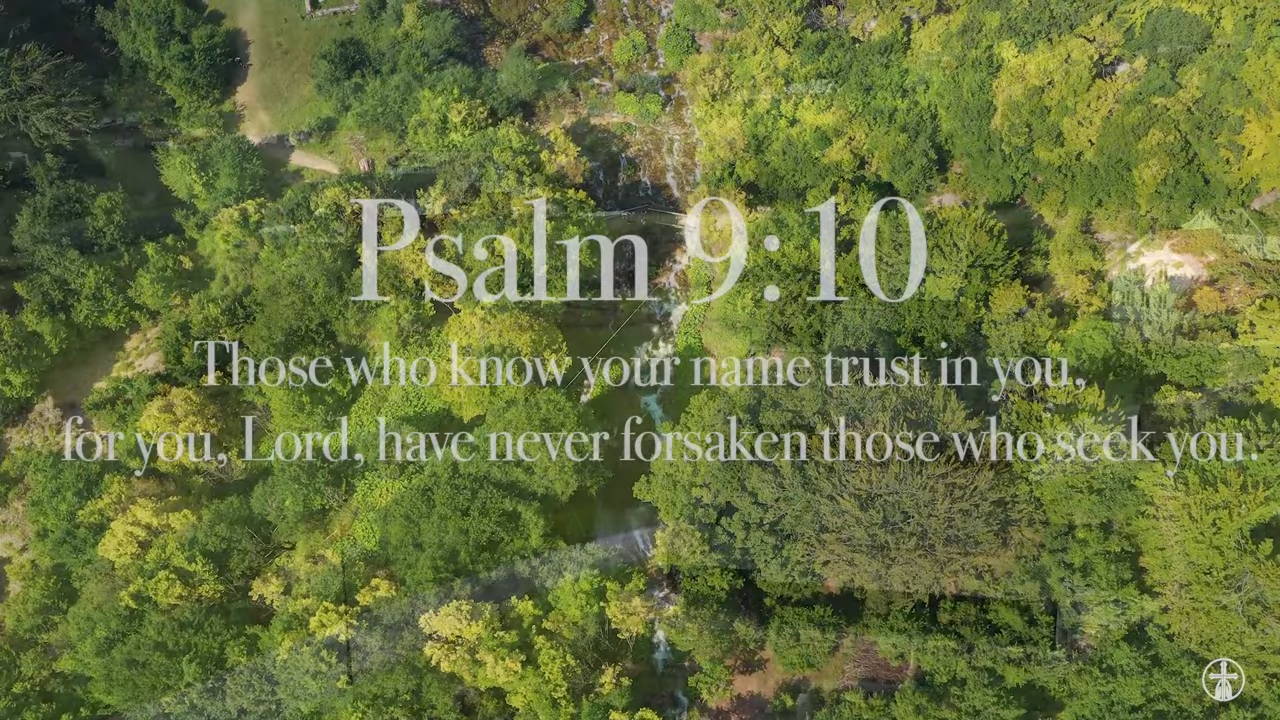 Psalm 9:10
Those who know your name trust in you,
for you, Lord, have never forsaken those who seek you.